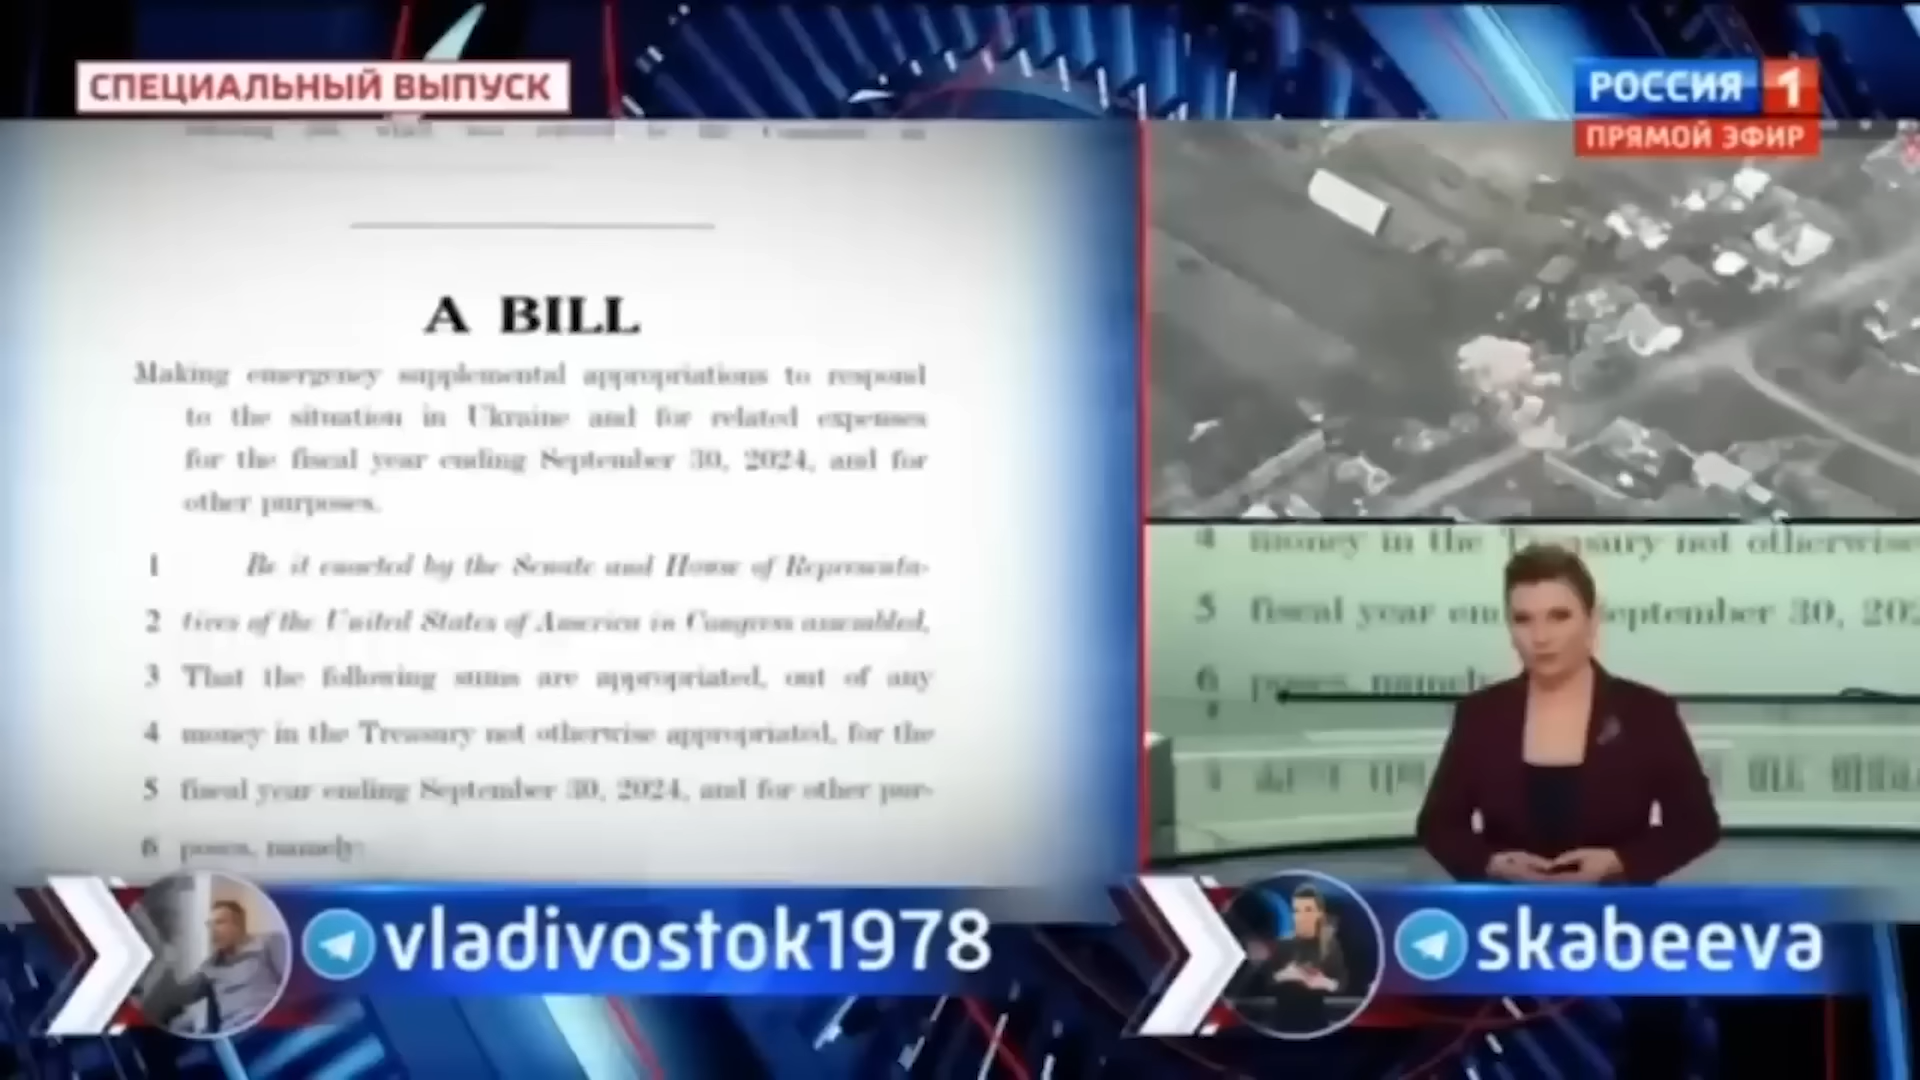 СПЕЦИАЛЬНЫЙ ВЫПУСК
РОССИЯ 1
ПРЯМОЙ ЭФИР
A BILL
Making emergency supplemental appropriations to respond
to the situation in Ukraine and for related expenses
for the fiscal year ending September 30, 2024, and for
other purposes.
1 Be it enacted by the Senate and House of Representa-
2 tives of the United States of America in Congress assembled,
3 That the following sums are appropriated, out of any
4 money in the Treasury not otherwise appropriated, for the
5 fiscal year ending September 30, 2024, and for other pur-
6 poses, namely:
4 money in the Treasury not otherwise
5 fiscal year September 30, 202
6 poses, namely
vladivostok1978
skabeeva